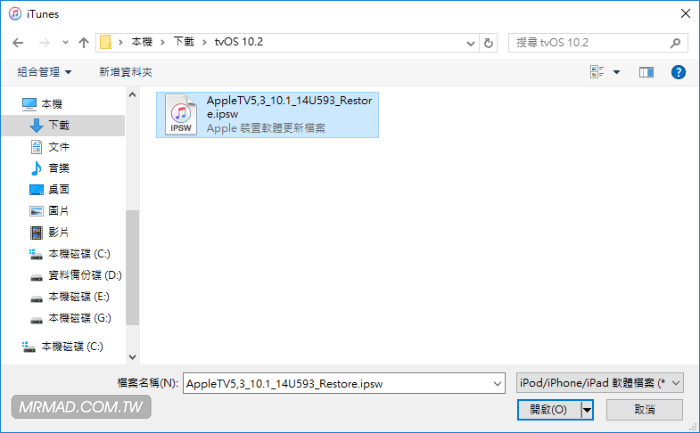 iTunes
本機 > 下載 > tvOS 10.2
搜尋 tvOS 10.2
組合管理
新增資料夾
?
本機
下載
文件
音樂
桌面
圖片
影片
本機磁碟 (C:)
資料備份碟 (D:)
本機磁碟 (E:)
本機磁碟 (G:)
本機磁碟 (C:)
IPSW
AppleTV5,3_10.1_14U593_Restor
e.ipsw
Apple 裝置軟體更新檔案
檔案名稱(N):
AppleTV5,3_10.1_14U593_Restore.ipsw
iPod/iPhone/iPad 軟體檔案 (*
開啟(O)
取消
MRMAD.COM.TW